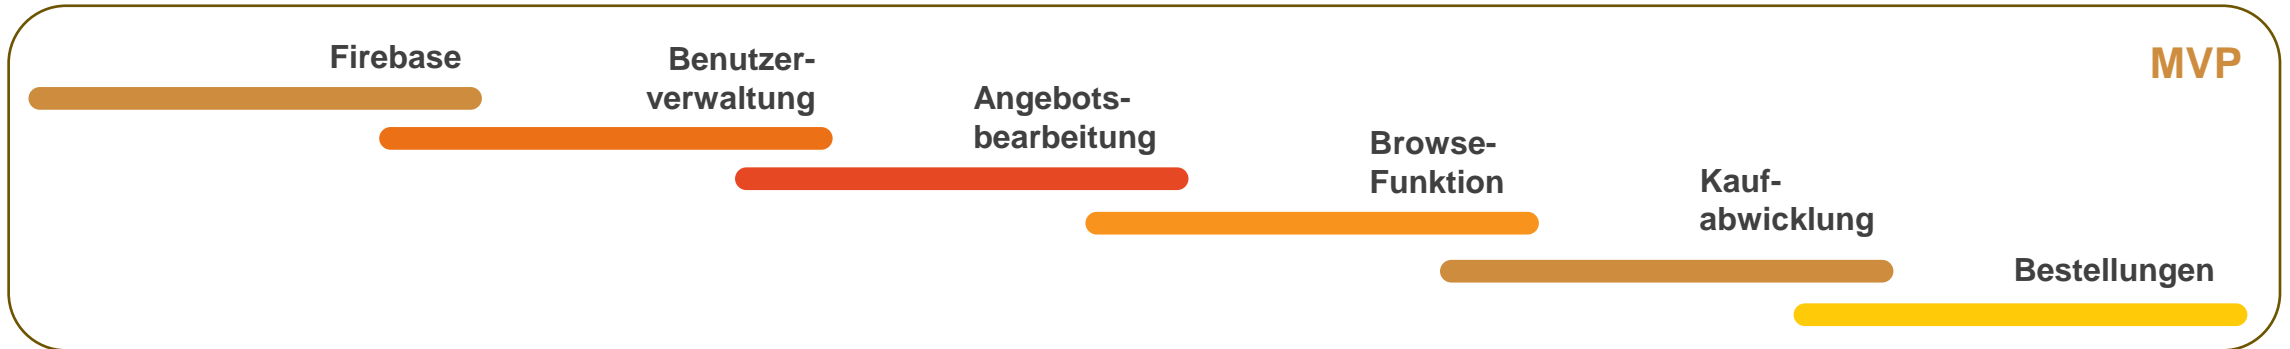 Firebase
Benutzer-
verwaltung
Angebots-
bearbeitung
Browse-
Funktion
Kauf-
abwicklung
Bestellungen
MVP